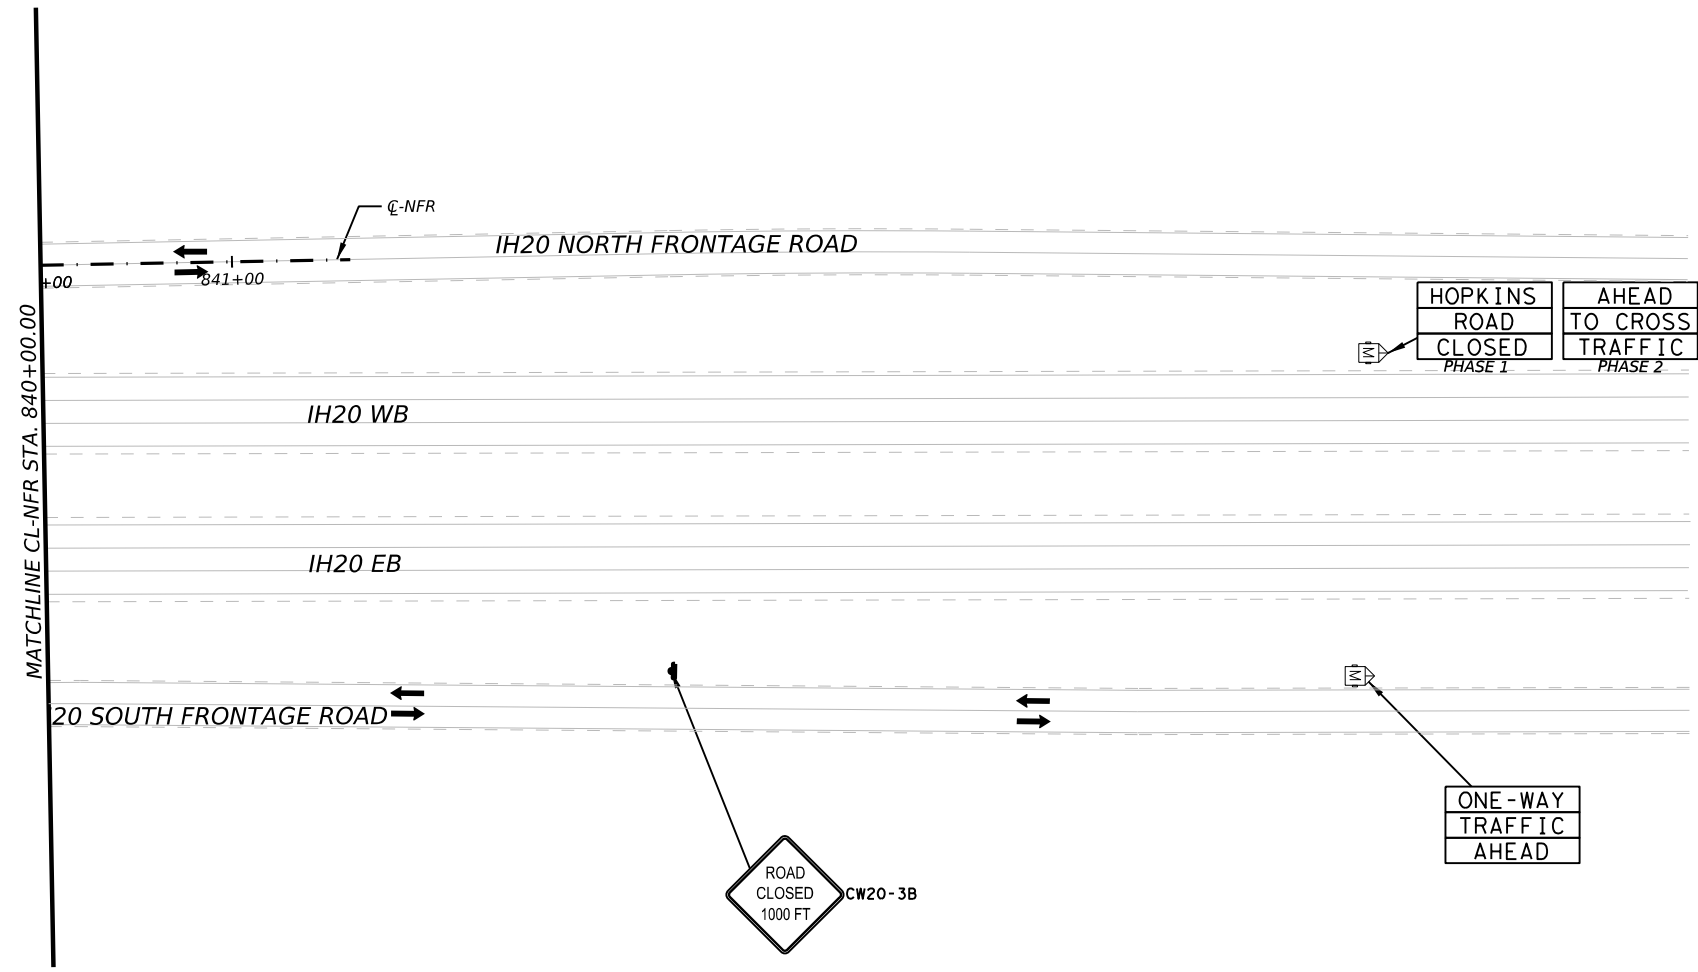 ℄-NFR
IH20 NORTH FRONTAGE ROAD
+00
841+00
MATCHLINE CL-NFR STA. 840+00.00
HOPKINS
ROAD
CLOSED
PHASE 1
AHEAD
TO CROSS
TRAFFIC
PHASE 2
M
IH20 WB
IH20 EB
M
20 SOUTH FRONTAGE ROAD
ONE-WAY
TRAFFIC
AHEAD
ROAD
CLOSED
1000 FT
CW20-3B